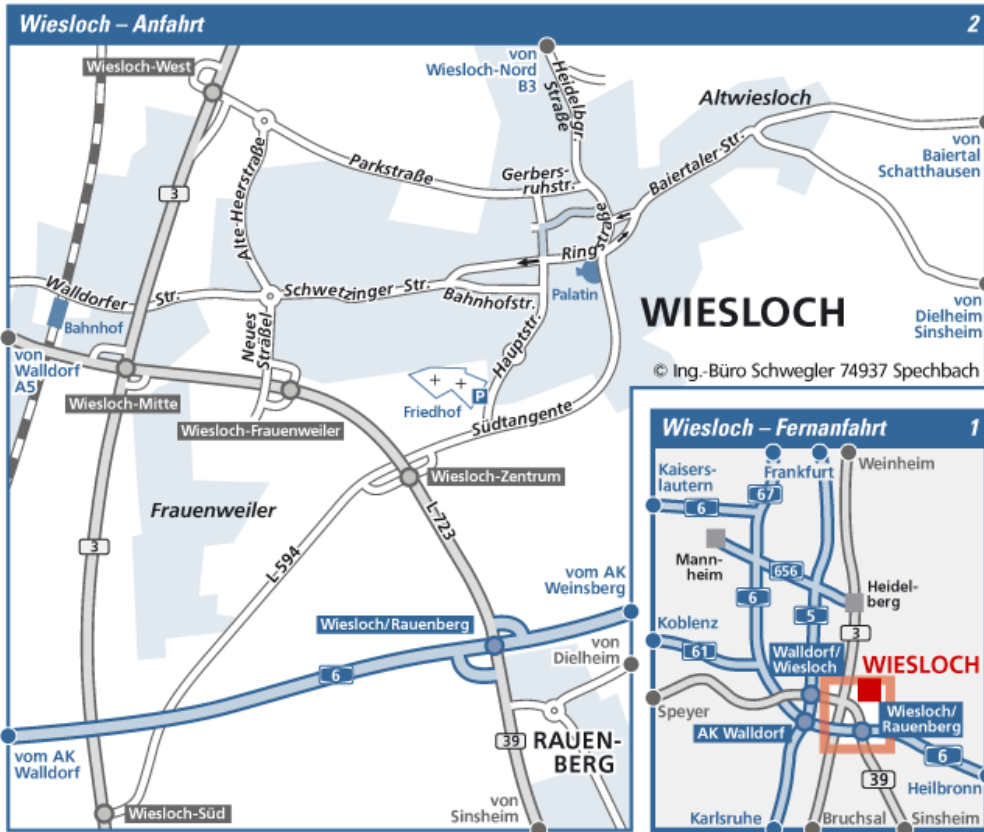 Wiesloch – Anfahrt
2
Wiesloch-West
von
Wiesloch-Nord
B3
Heidelbgr.
Straße
Altwiesloch
von
Baiertal
Schatthausen
Parkstraße
Gerbers-
ruhstr.
Baiertaler-Str.
3
Alte-Heerstraße
Ringstraße
Walldorfer Str.
Schwetzinger Str.
Bahnhofstr.
Palatin
WIESLOCH
von
Dielheim
Sinsheim
Bahnhof
von
Walldorf
A5
Neues
Sträßel
Hauptstr.
© Ing.-Büro Schwegler 74937 Spechbach
Wiesloch-Mitte
Friedhof
P
Südtangente
Wiesloch-Frauenweiler
Wiesloch-Zentrum
Frauenweiler
L-723
3
L-594
vom AK
Weinsberg
Wiesloch/Rauenberg
von
Dielheim
6
vom AK
Walldorf
39
RAUEN-
BERG
Wiesloch-Süd
von
Sinsheim
Wiesloch – Fernanfahrt
1
Kaisers-
lautern
Frankfurt
Weinheim
67
6
Mann-
heim
656
Heidel-
berg
6
5
Koblenz
3
61
Walldorf/
Wiesloch
WIESLOCH
Speyer
AK Walldorf
Wiesloch/
Rauenberg
6
39
Heilbronn
Karlsruhe
Bruchsal
Sinsheim